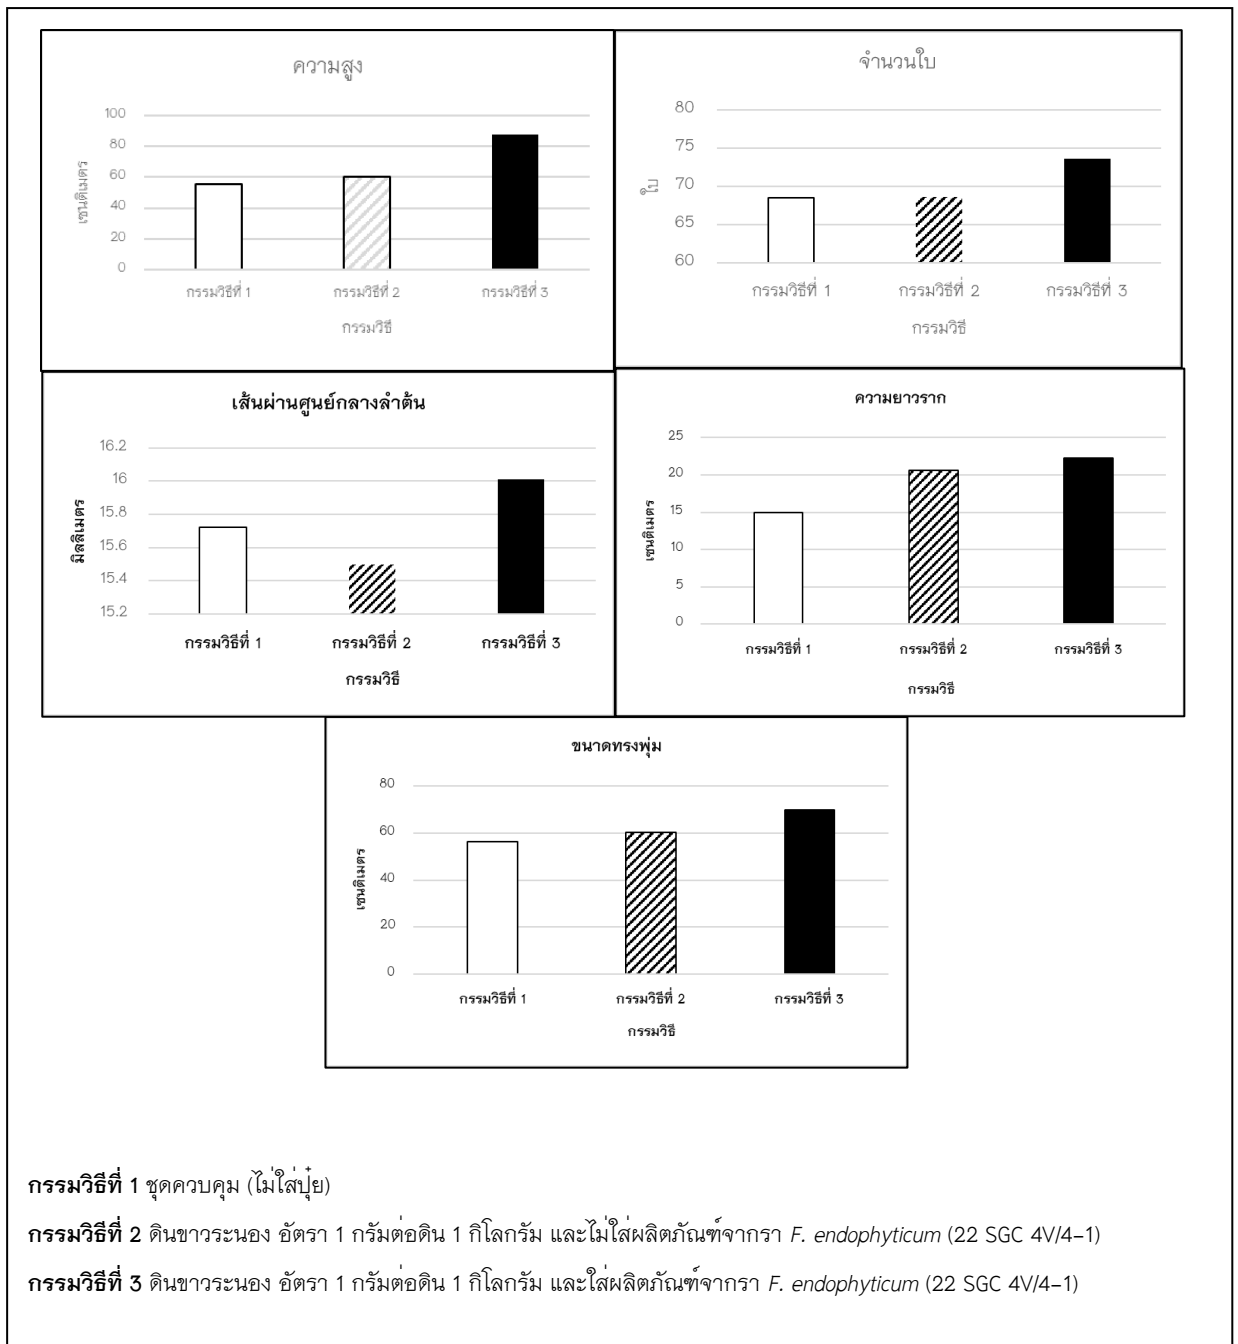 ความสูง
100
80
60
40
20
0
เซนติเมตร
กรรมวิธีที่ 1 กรรมวิธีที่ 2 กรรมวิธีที่ 3
กรรมวิธี
จำนวนใบ
80
75
70
65
60
ใบ
กรรมวิธีที่ 1 กรรมวิธีที่ 2 กรรมวิธีที่ 3
กรรมวิธี
เส้นผ่านศูนย์กลางลำต้น
16.2
16
15.8
15.6
15.4
15.2
มิลลิเมตร
กรรมวิธีที่ 1 กรรมวิธีที่ 2 กรรมวิธีที่ 3
กรรมวิธี
ความยาวราก
25
20
15
10
5
0
เซนติเมตร
กรรมวิธีที่ 1 กรรมวิธีที่ 2 กรรมวิธีที่ 3
กรรมวิธี
ขนาดทรงพุ่ม
80
60
40
20
0
เซนติเมตร
กรรมวิธีที่ 1 กรรมวิธีที่ 2 กรรมวิธีที่ 3
กรรมวิธี
กรรมวิธีที่ 1 ชุดควบคุม (ไม่ใส่ปุ๋ย)
กรรมวิธีที่ 2 ดินขาวระนอง อัตรา 1 กรัมต่อดิน 1 กิโลกรัม และไม่ใส่ผลิตภัณฑ์จากรา F. endophyticum (22 SGC 4V/4-1)
กรรมวิธีที่ 3 ดินขาวระนอง อัตรา 1 กรัมต่อดิน 1 กิโลกรัม และใส่ผลิตภัณฑ์จากรา F. endophyticum (22 SGC 4V/4-1)